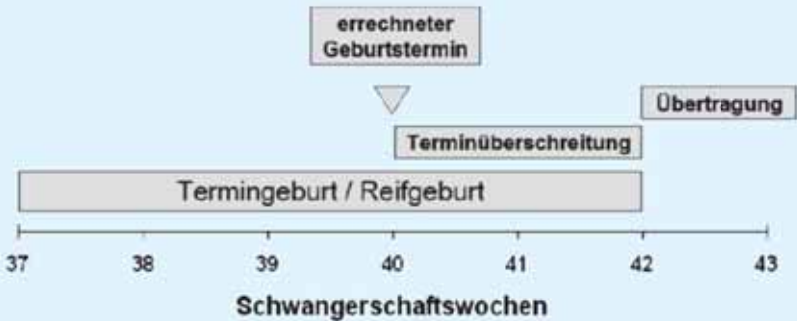 errechneter
Geburtstermin
Übertragung
Terminüberschreitung
Termingeburt / Reifgeburt
37 38 39 40 41 42 43
Schwangerschaftswochen